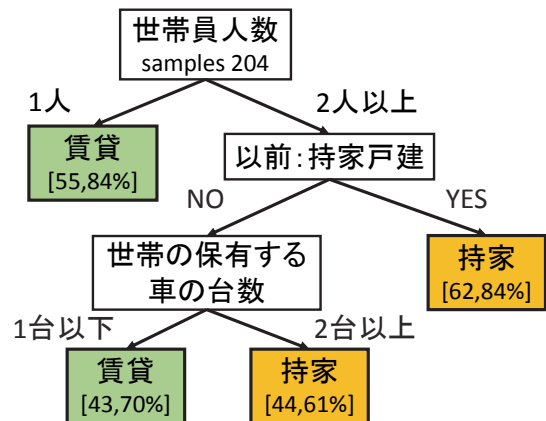 世帯員人数
samples 204
1人
2人以上
賃貸
[55,84%]
以前:持家戸建
NO
YES
世帯の保有する
車の台数
持家
[62,84%]
1台以下
2台以上
賃貸
[43,70%]
持家
[44,61%]